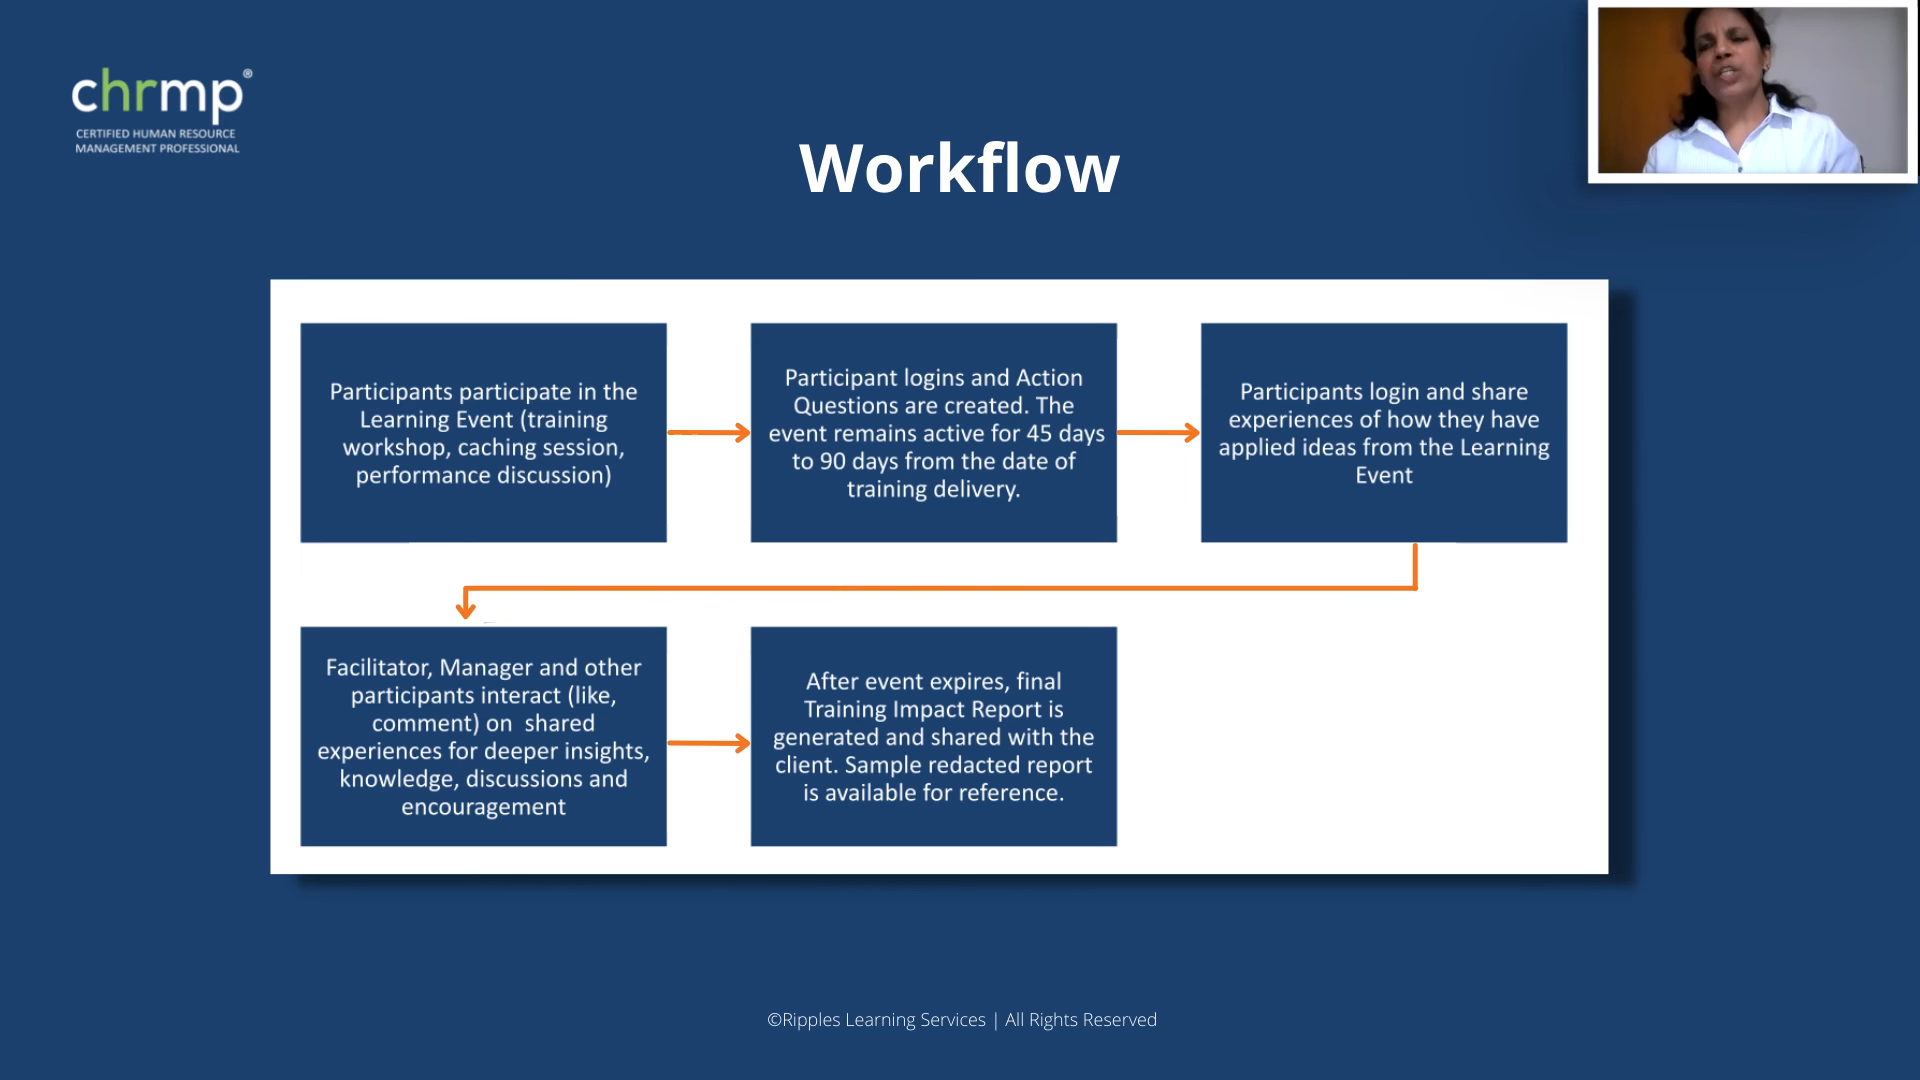 chrmp®
CERTIFIED HUMAN RESOURCE
MANAGEMENT PROFESSIONAL
Workflow
Participants participate in the
Learning Event (training
workshop, caching session,
performance discussion)
Participant logins and Action
Questions are created. The
event remains active for 45 days
to 90 days from the date of
training delivery.
Participants login and share
experiences of how they have
applied ideas from the Learning
Event
Facilitator, Manager and other
participants interact (like,
comment) on shared
experiences for deeper insights,
knowledge, discussions and
encouragement
After event expires, final
Training Impact Report is
generated and shared with the
client. Sample redacted report
is available for reference.
©Ripples Learning Services | All Rights Reserved